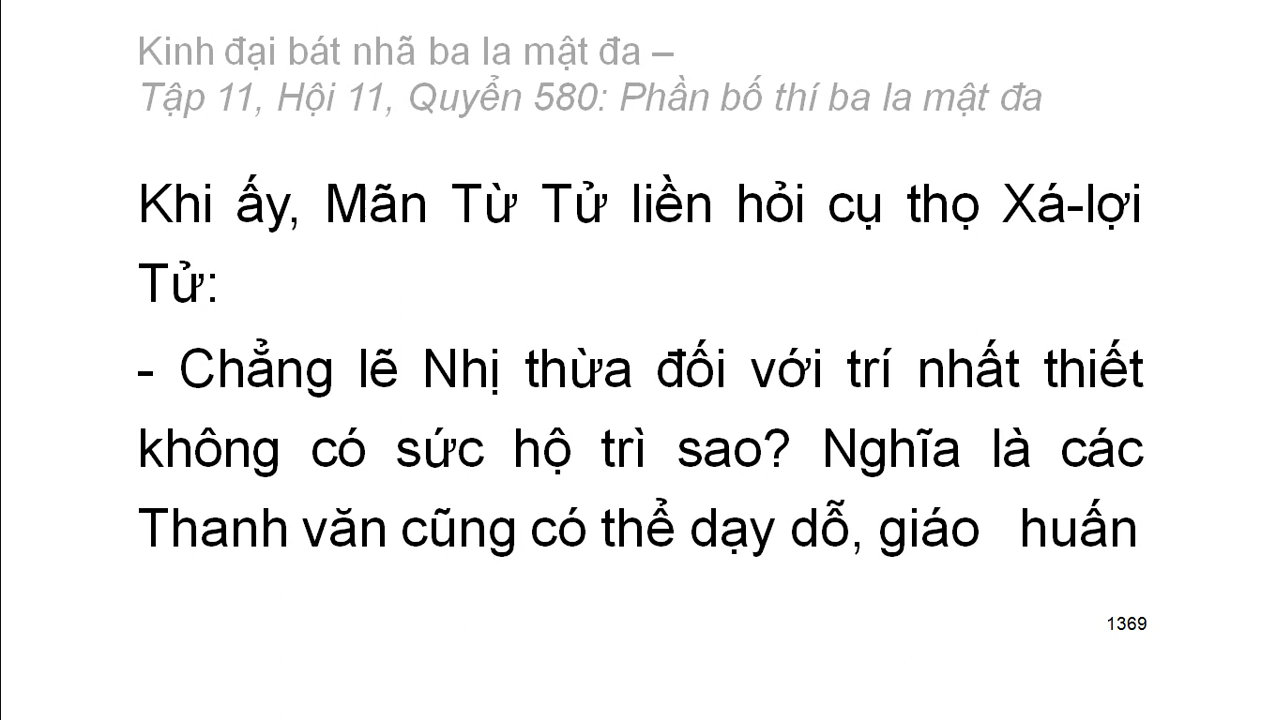 Kinh đại bát nhã ba la mật đa –
Tập 11, Hội 11, Quyển 580: Phần bố thí ba la mật đa
Khi ấy, Mãn Từ Tử liền hỏi cụ thọ Xá-lợi
Tử:
- Chẳng lẽ Nhị thừa đối với trí nhất thiết
không có sức hộ trì sao? Nghĩa là các
Thanh văn cũng có thể dạy dỗ, giáo huấn
1369